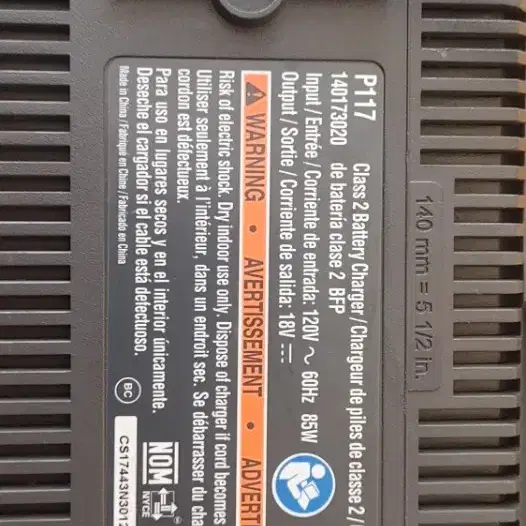 P117 Class 2 Battery Charger / Chargeur de piles de classe 2 /
140173020 de batería clase 2 BFP
Input / Entrée / Corriente de entrada: 120V ~ 60Hz 85W
Output / Sortie / Corriente de salida: 18V ⎓
⚠ WARNING • AVERTISSEMENT • ADVERT
Risk of electric shock. Dry indoor use only. Dispose of charger if cord becomes
Utiliser seulement à l'intérieur, dans un endroit sec. Se débarrasser du cha
cordon est défectueux.
Para uso en lugares secos y en el interior únicamente.
Deseche el cargador si el cable está defectuoso.
Made in China / Fabriqué en Chine / Fabricado en China
BC
NOM
NYCE
®
CS17443N3012
140 mm = 5 1/2 in.